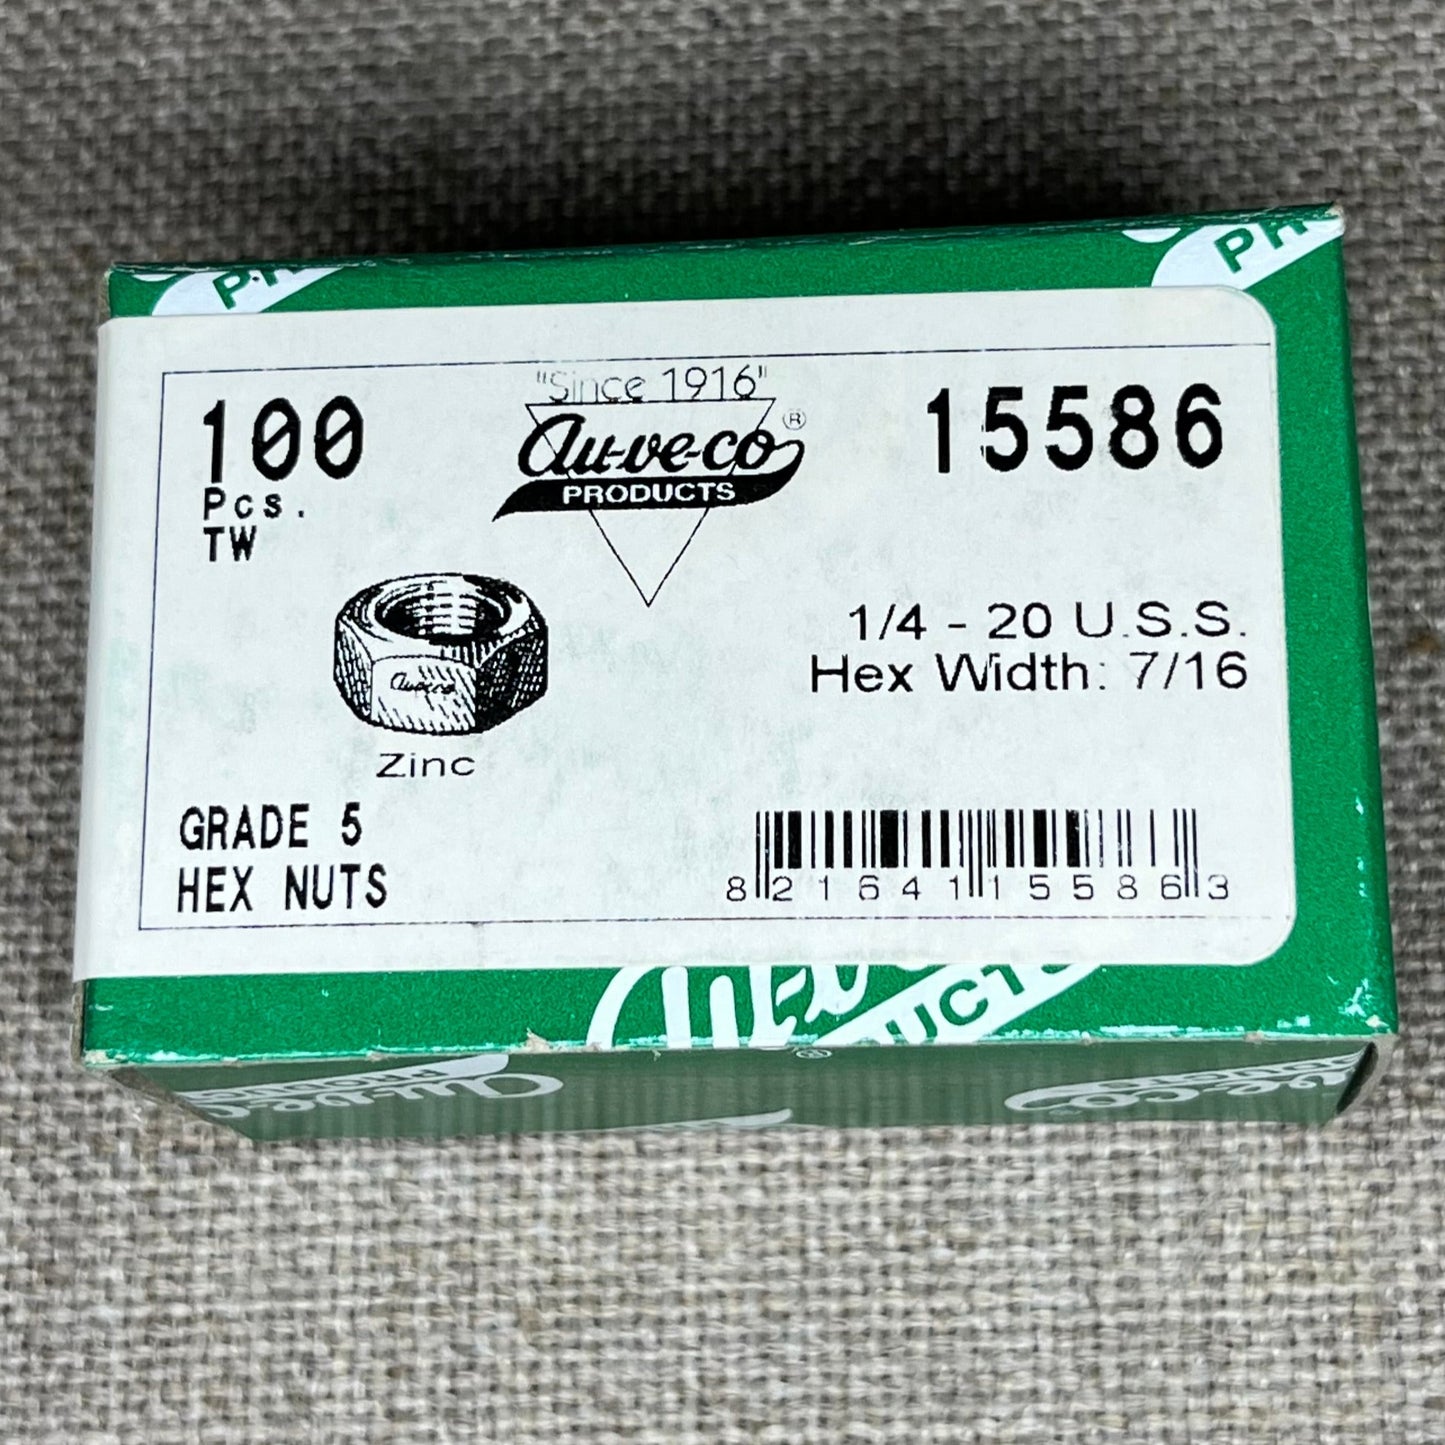 "Since 1916"
100
Pcs.
TW
Au-ve-co®
PRODUCTS
15586
1/4 - 20 U.S.S.
Hex Width: 7/16
Auveco
Zinc
GRADE 5
HEX NUTS
8 21641 15586 3